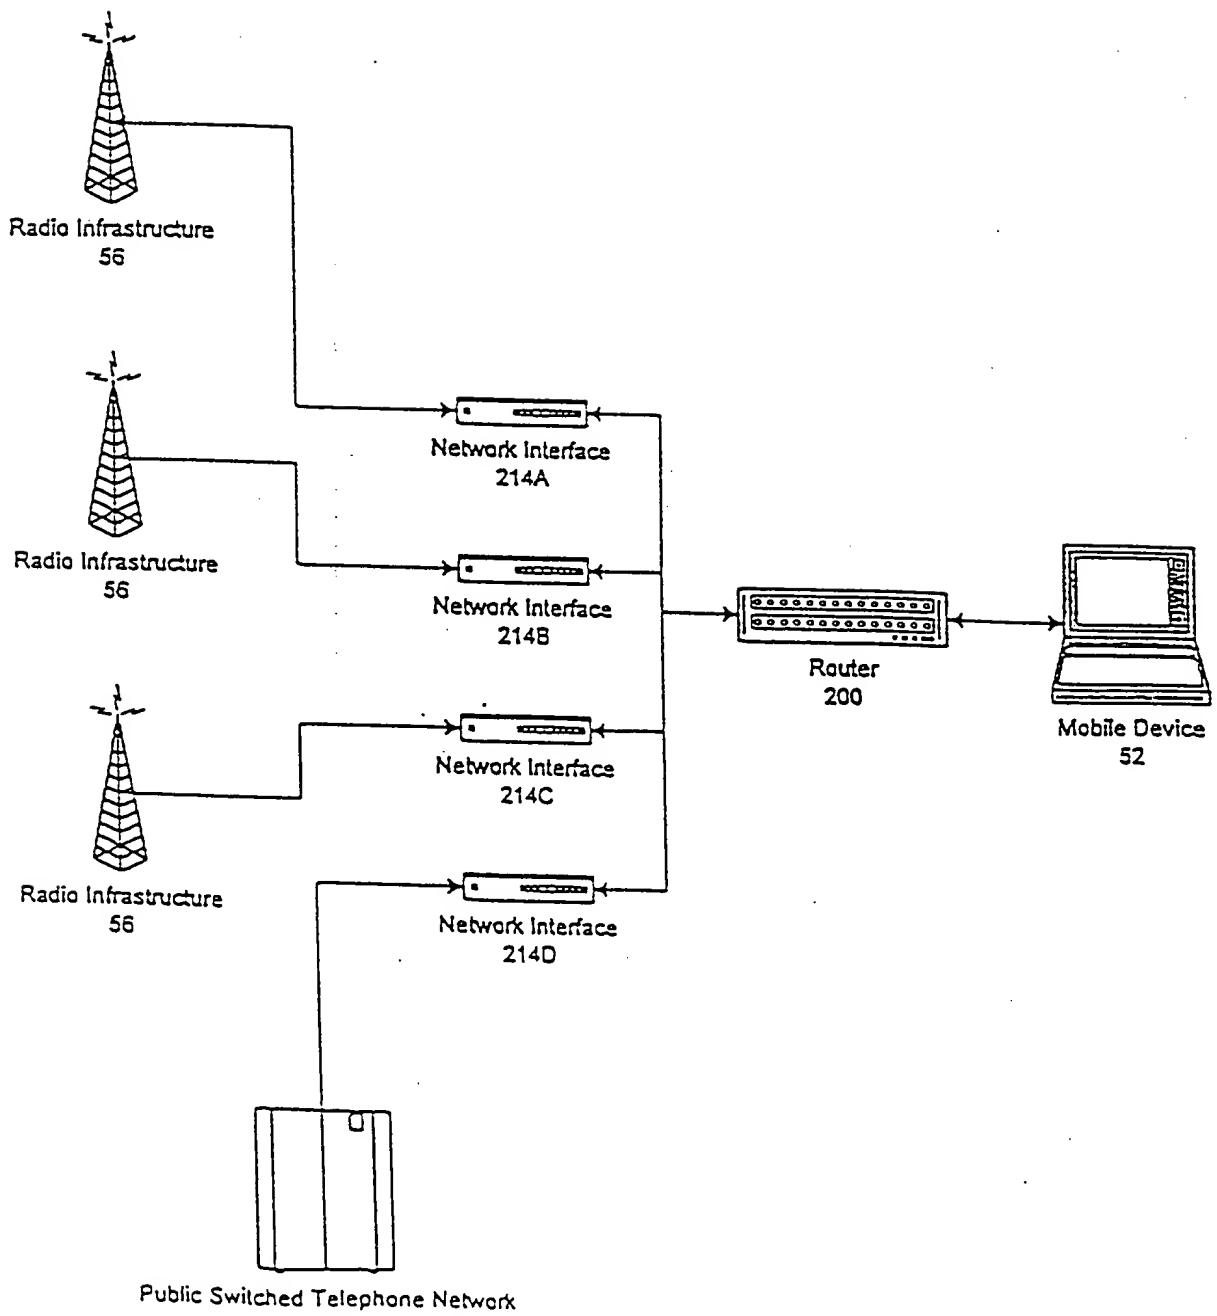 Radio Infrastructure
56
Network Interface
214A
Radio Infrastructure
56
Network Interface
214B
Router
200
Mobile Device
52
Network Interface
214C
Radio Infrastructure
56
Network Interface
214D
Public Switched Telephone Network